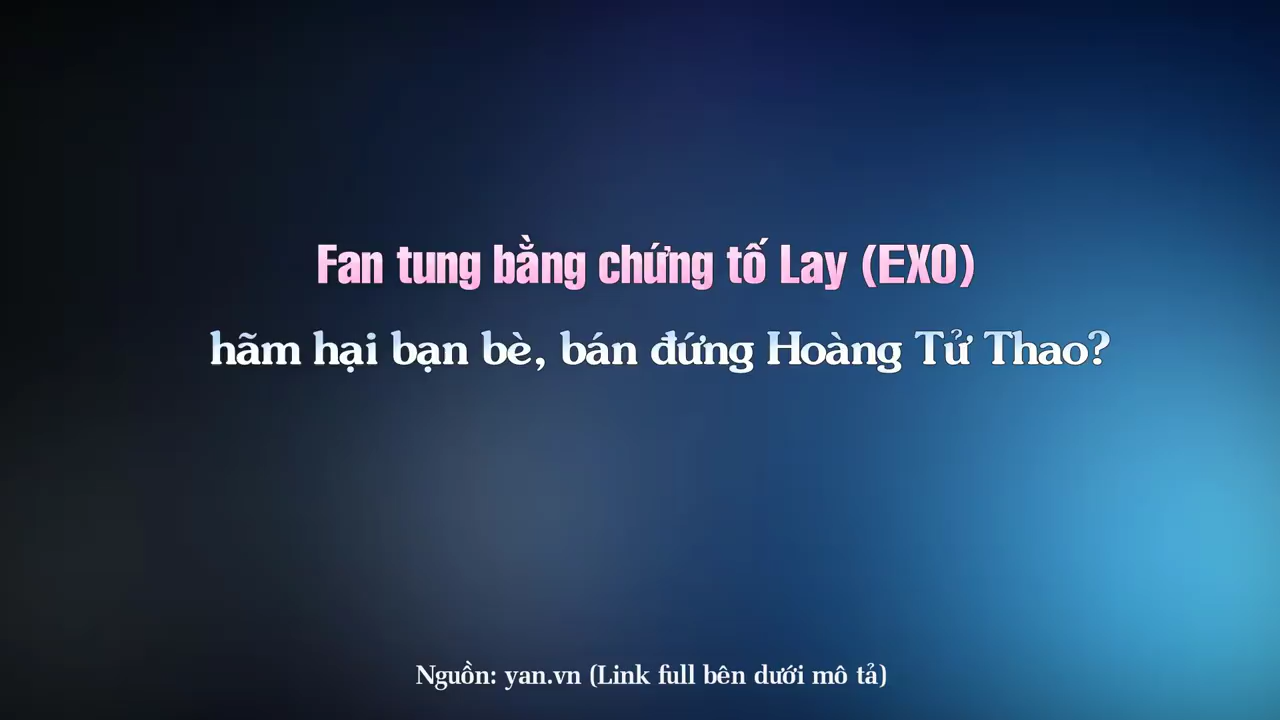 Fan tung bằng chứng tố Lay (EXO)
hãm hại bạn bè, bán đứng Hoàng Tử Thao?
Nguồn: yan.vn (Link full bên dưới mô tả)